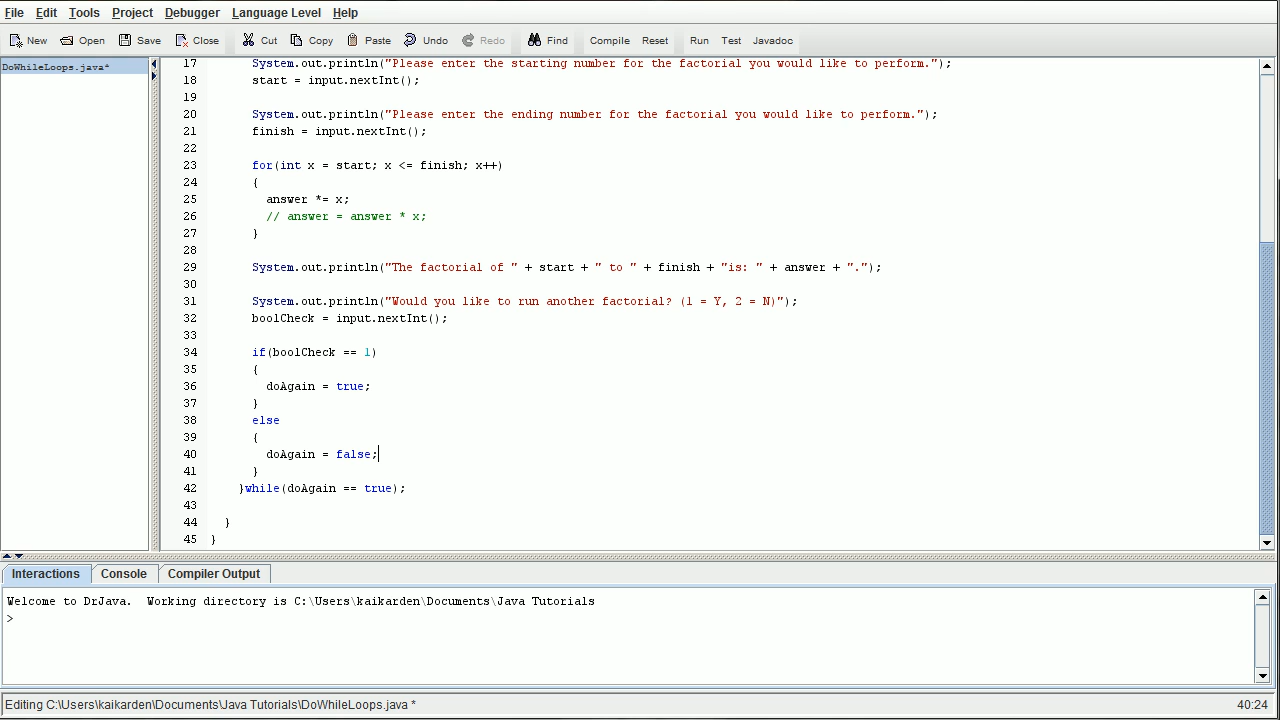 File Edit Tools Project Debugger Language Level Help
New Open Save Close Cut Copy Paste Undo Redo Find Compile Reset Run Test Javadoc
DoWhileLoops.java*
17 System.out.println("Please enter the starting number for the factorial you would like to perform.");
18 start = input.nextInt();
19
20 System.out.println("Please enter the ending number for the factorial you would like to perform.");
21 finish = input.nextInt();
22
23 for(int x = start; x <= finish; x++)
24 {
25 answer *= x;
26 // answer = answer * x;
27 }
28
29 System.out.println("The factorial of " + start + " to " + finish + "is: " + answer + ".");
30
31 System.out.println("Would you like to run another factorial? (1 = Y, 2 = N)");
32 boolCheck = input.nextInt();
33
34 if(boolCheck == 1)
35 {
36 doAgain = true;
37 }
38 else
39 {
40 doAgain = false;
41 }
42 }while(doAgain == true);
43
44 }
45 }
Interactions Console Compiler Output
Welcome to DrJava. Working directory is C:\Users\kaikarden\Documents\Java Tutorials
>
Editing C:\Users\kaikarden\Documents\Java Tutorials\DoWhileLoops.java * 40:24